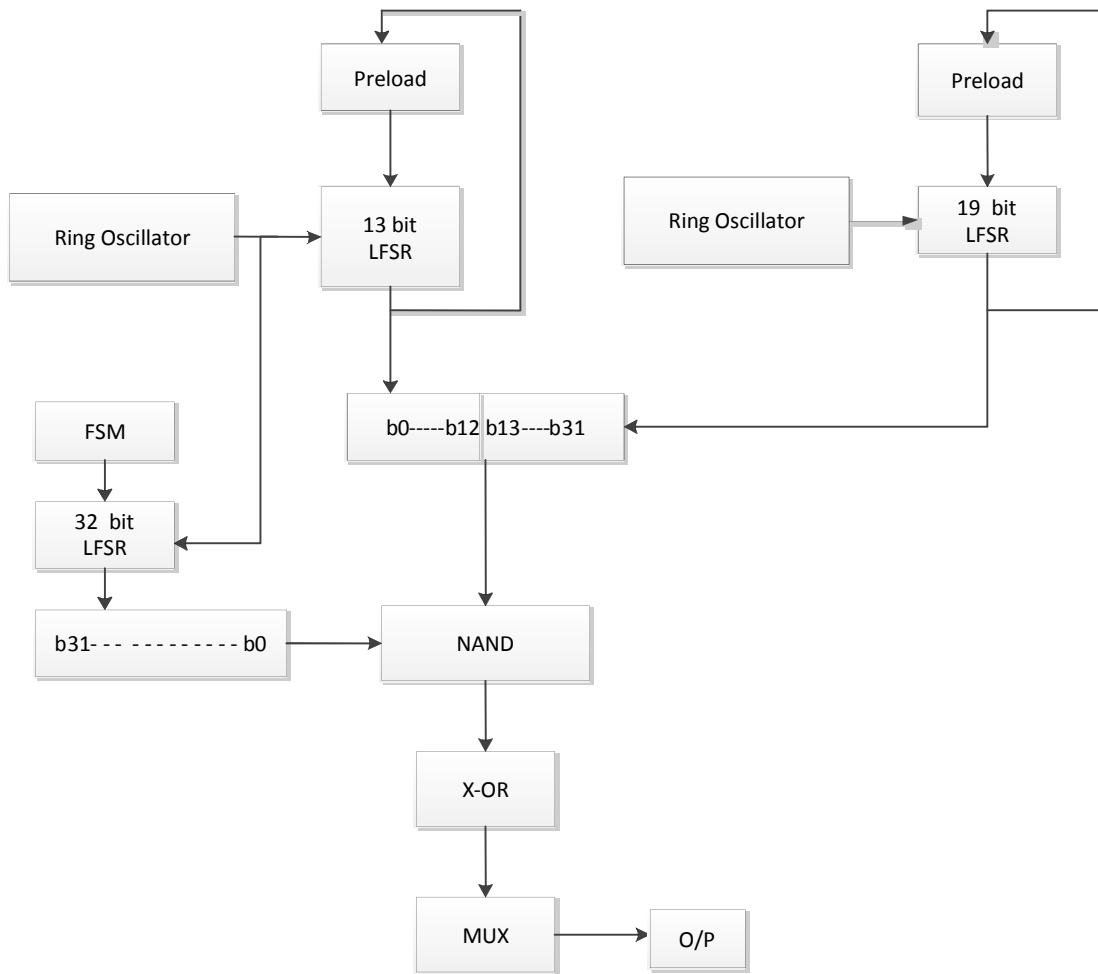 Preload
Preload
Ring Oscillator
13 bit
LFSR
Ring Oscillator
19 bit
LFSR
b0-----b12 b13----b31
FSM
32 bit
LFSR
b31- - - - - - - - - - - - - b0
NAND
X-OR
MUX
O/P